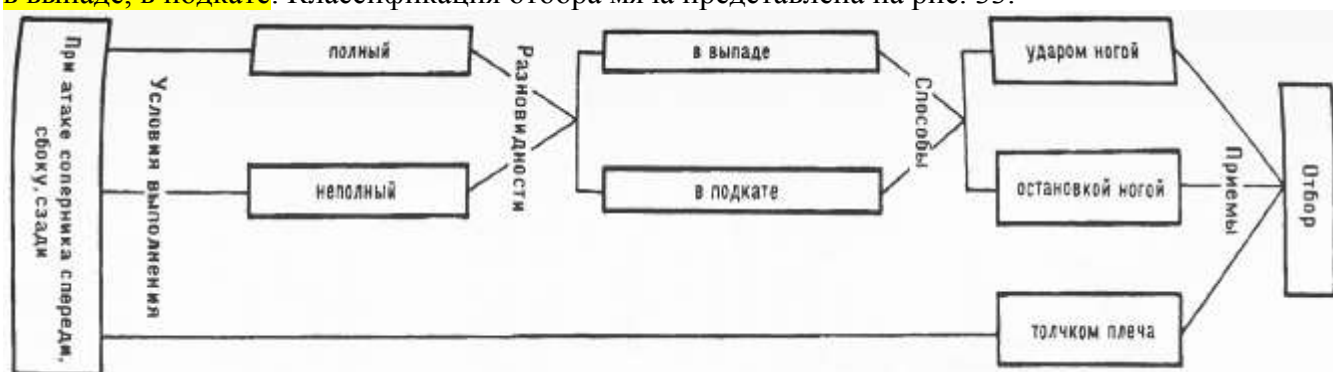 в выпаде, в подкате. Классификация отбора мяча представлена на рис. 33.
При атаке соперника спереди,
сбоку, сзади
Условия выполнения
полный
неполный
Разновидности
в выпаде
в подкате
Способы
ударом ногой
остановкой ногой
толчком плеча
Приемы
Отбор